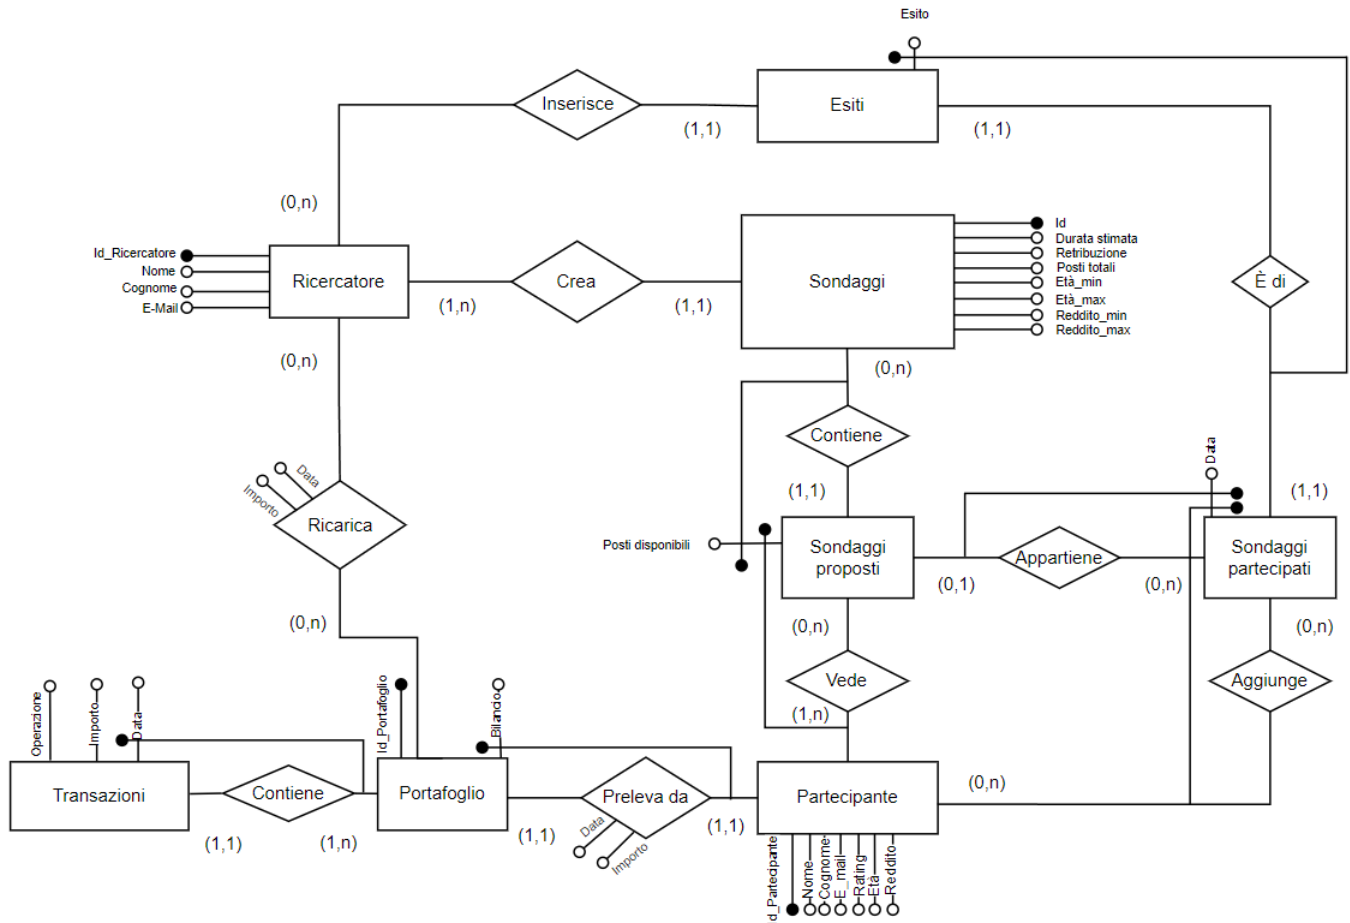 Esito
Inserisce
Esiti
(1,1)
(1,1)
(0,n)
Id_Ricercatore
Nome
Cognome
E-Mail
Ricercatore
(1,n)
Crea
(1,1)
Sondaggi
Id
Durata stimata
Retribuzione
Posti totali
Età_min
Età_max
Reddito_min
Reddito_max
È di
(0,n)
(0,n)
Contiene
Data
Importo
Data
(1,1)
(1,1)
Ricarica
Posti disponibili
Sondaggi
proposti
Appartiene
Sondaggi
partecipati
(0,1)
(0,n)
(0,n)
(0,n)
(0,n)
Vede
Aggiunge
(1,n)
Operazione
Importo
Data
Id_Portafoglio
Bilancio
Transazioni
Contiene
Portafoglio
Preleva da
Partecipante
(0,n)
(1,1)
(1,n)
(1,1)
(1,1)
Data
Importo
Id_Partecipante
Nome
Cognome
E_mail
Rating
Età
Reddito